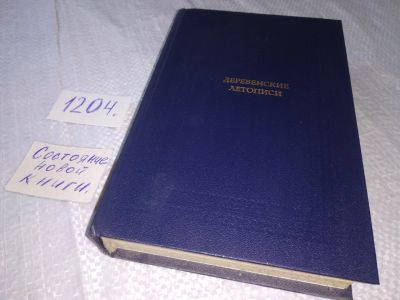 ДЕРЕВЕНСКИЕ
ЛЕТОПИСИ
1204.
Состояние
новой
книги.